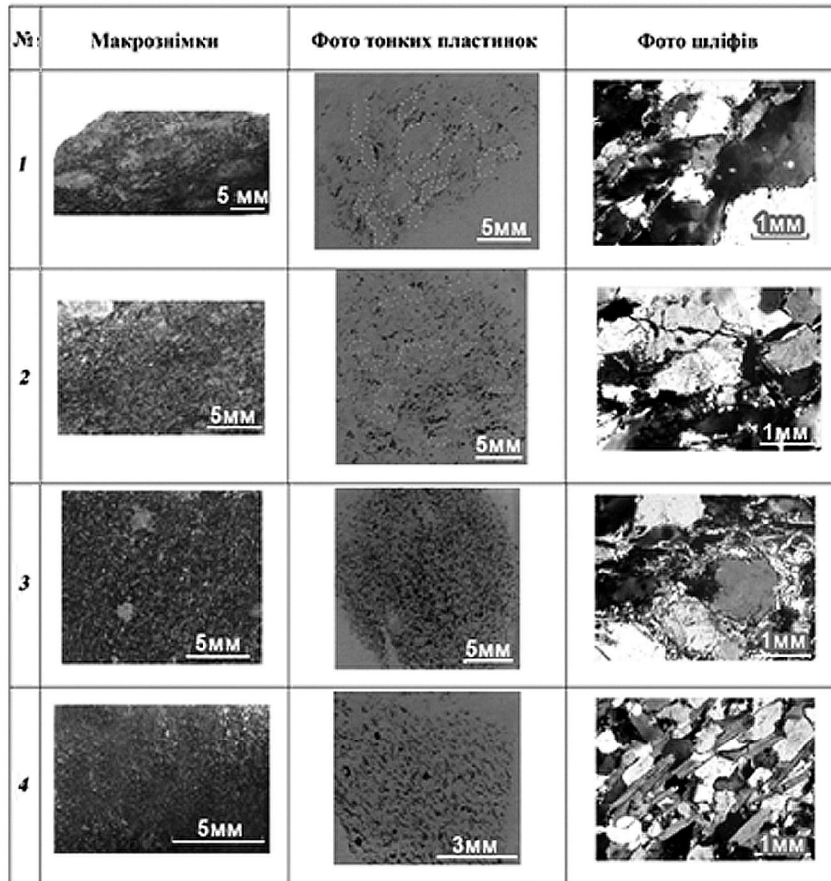 №: Макрознімки Фото тонких пластинок Фото шліфів
1 5 мм 5мм 1мм
2 5мм 5мм 1мм
3 5мм 5мм 1мм
4 5мм 3мм 1мм